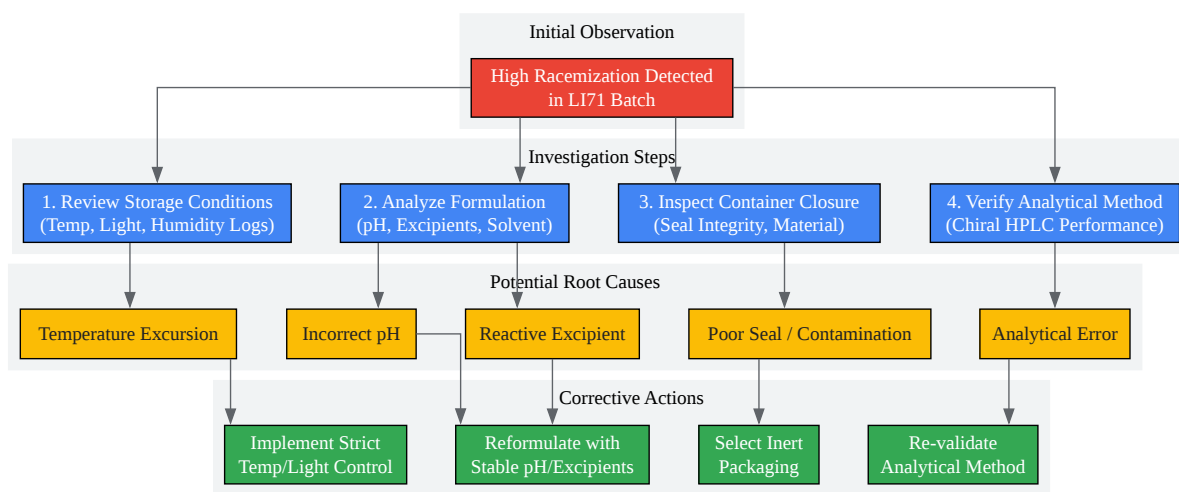 Initial Observation
High Racemization Detected
in LI71 Batch
Investigation Steps
1. Review Storage Conditions
(Temp, Light, Humidity Logs)
2. Analyze Formulation
(pH, Excipients, Solvent)
3. Inspect Container Closure
(Seal Integrity, Material)
4. Verify Analytical Method
(Chiral HPLC Performance)
Potential Root Causes
Temperature Excursion
Incorrect pH
Reactive Excipient
Poor Seal / Contamination
Analytical Error
Corrective Actions
Implement Strict
Temp/Light Control
Reformulate with
Stable pH/Excipients
Select Inert
Packaging
Re-validate
Analytical Method